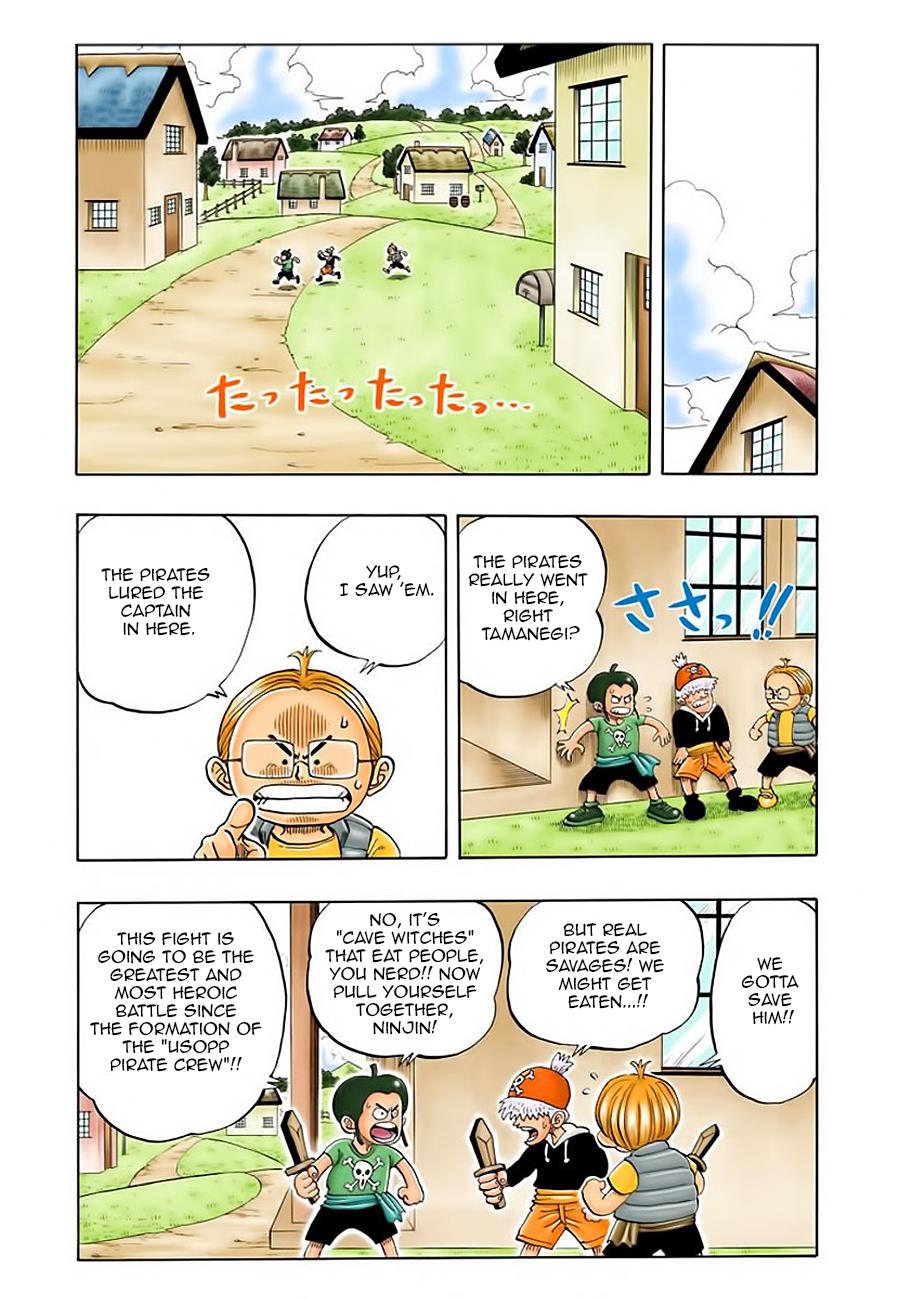 たったったったっ…
THE PIRATES
REALLY WENT
IN HERE,
RIGHT
TAMANEGI?
ささっ!!
YUP,
I SAW 'EM.
THE PIRATES
LURED THE
CAPTAIN
IN HERE.
WE
GOTTA
SAVE
HIM!!
BUT REAL
PIRATES ARE
SAVAGES! WE
MIGHT GET
EATEN...!!
NO, IT'S
"CAVE WITCHES"
THAT EAT PEOPLE,
YOU NERD!! NOW
PULL YOURSELF
TOGETHER,
NINJIN!
THIS FIGHT IS
GOING TO BE THE
GREATEST AND
MOST HEROIC
BATTLE SINCE
THE FORMATION OF
THE "USOPP
PIRATE CREW"!!